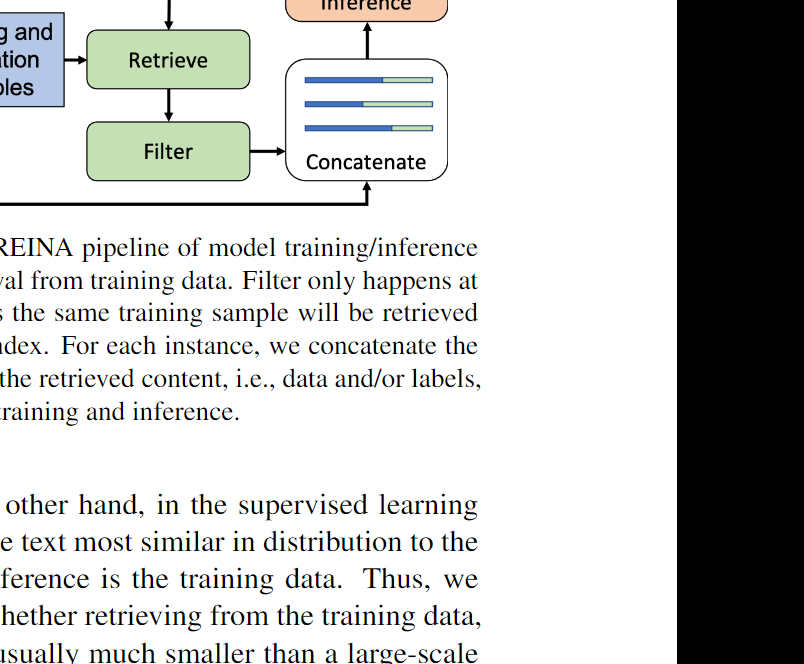 Inference
g and
ation
ples
Retrieve
Filter
Concatenate
REINA pipeline of model training/inference
val from training data. Filter only happens at
s the same training sample will be retrieved
ndex. For each instance, we concatenate the
the retrieved content, i.e., data and/or labels,
training and inference.
other hand, in the supervised learning
e text most similar in distribution to the
ference is the training data. Thus, we
hether retrieving from the training data,
usually much smaller than a large-scale